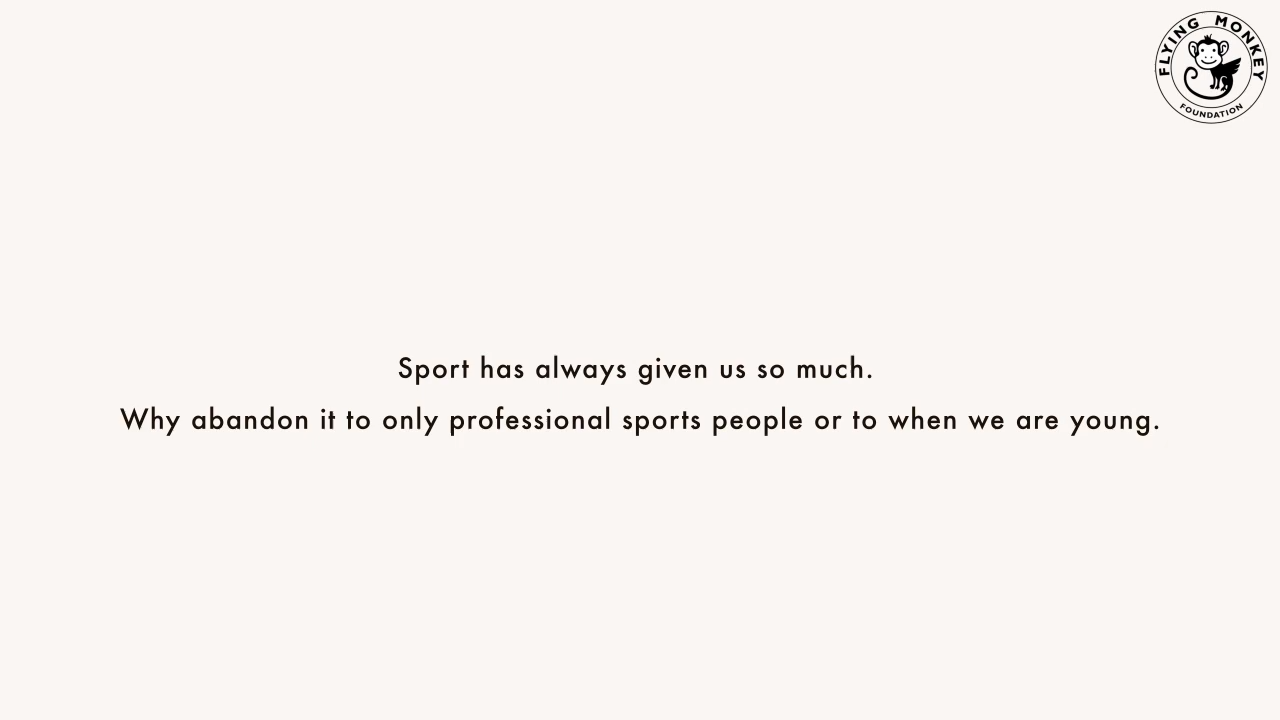 FLYING MONKEY
FOUNDATION
Sport has always given us so much.
Why abandon it to only professional sports people or to when we are young.